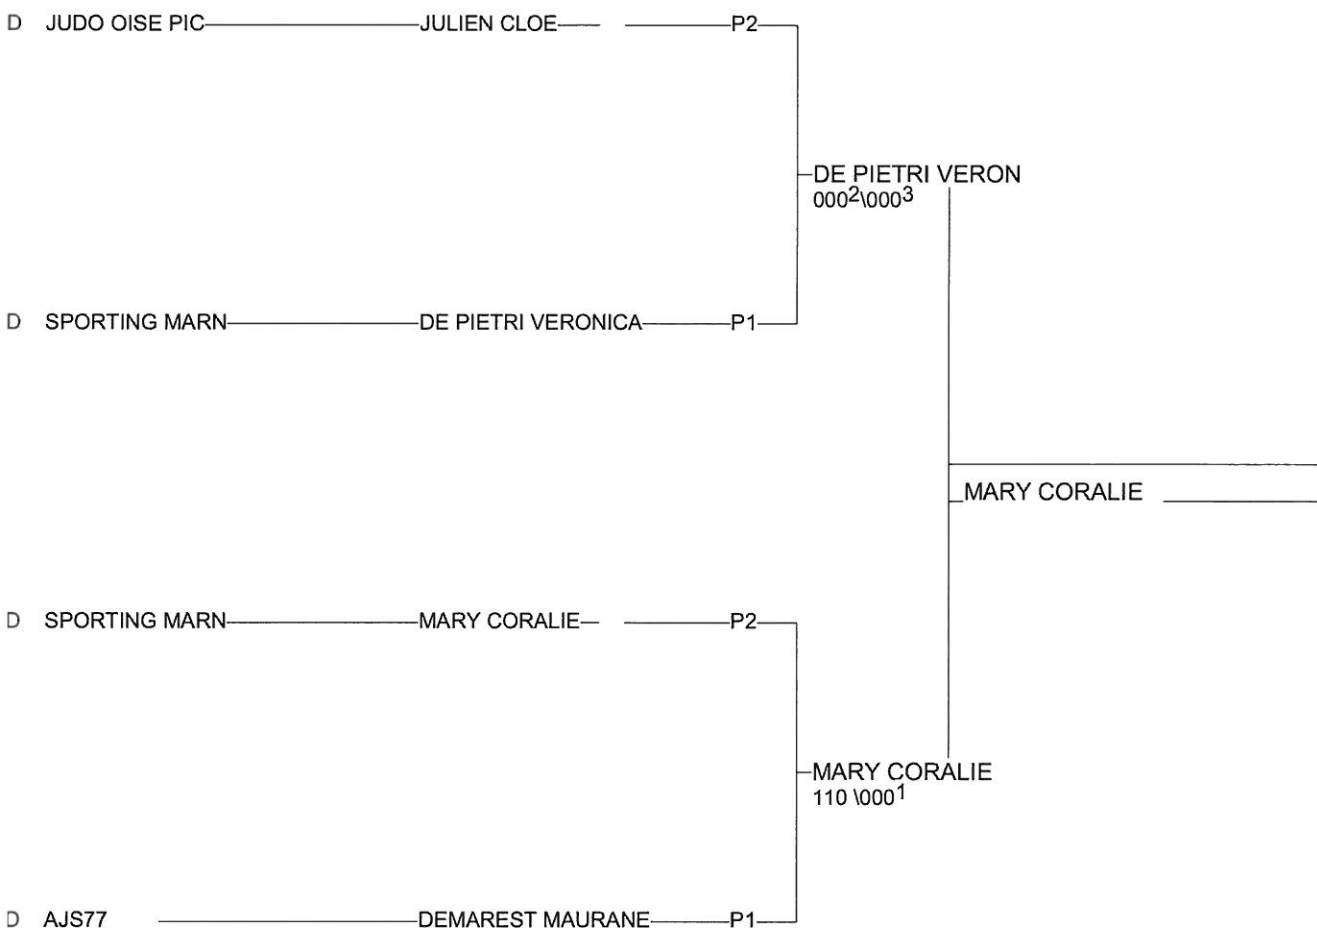 D JUDO OISE PIC JULIEN CLOE P2
DE PIETRI VERON
000²\000³
D SPORTING MARN DE PIETRI VERONICA P1
MARY CORALIE
D SPORTING MARN MARY CORALIE P2
MARY CORALIE
110 \000¹
D AJS77 DEMAREST MAURANE P1